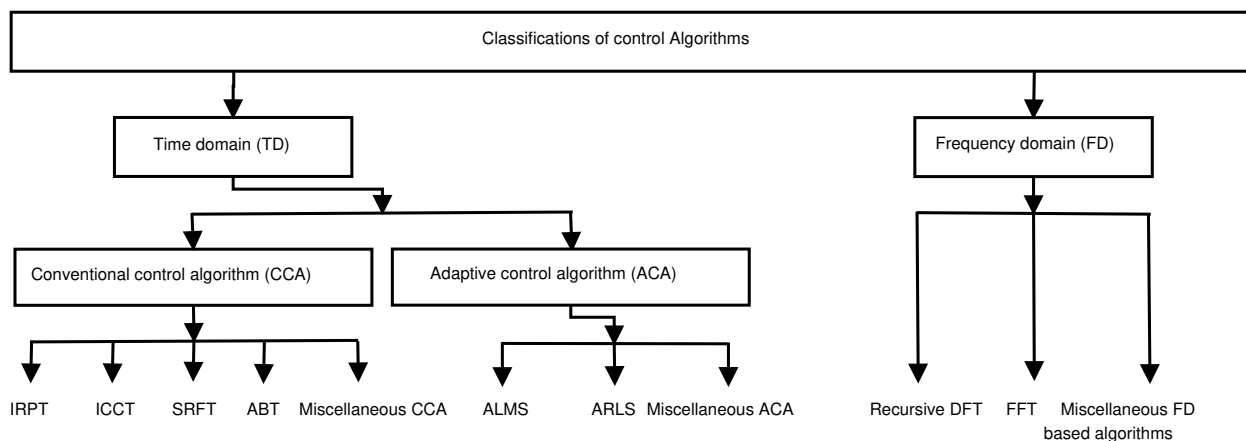 Classifications of control Algorithms
Time domain (TD)
Frequency domain (FD)
Conventional control algorithm (CCA)
Adaptive control algorithm (ACA)
IRPT
ICCT
SRFT
ABT
Miscellaneous CCA
ALMS
ARLS
Miscellaneous ACA
Recursive DFT
FFT
Miscellaneous FD
based algorithms